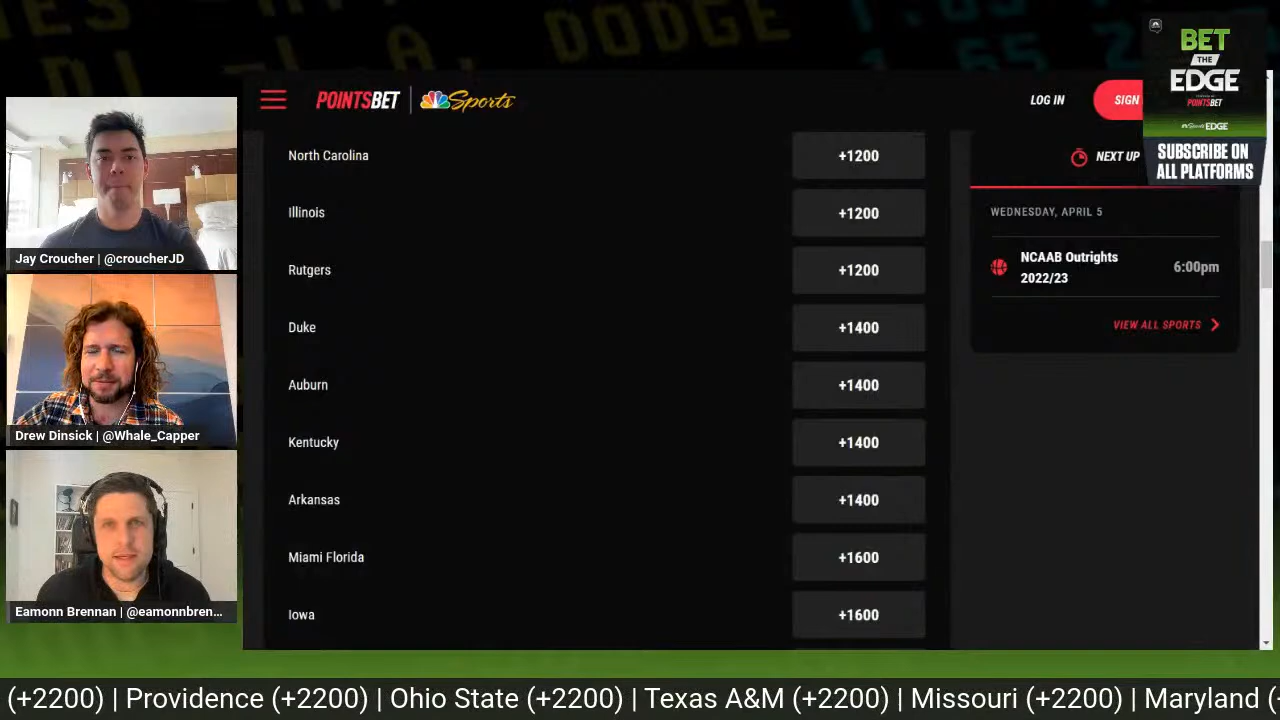 DODGE
BET
THE
EDGE
POINTSBET
SUBSCRIBE ON
ALL PLATFORMS
POINTSBET | Sports
LOG IN
SIGN
North Carolina +1200
Illinois +1200
Rutgers +1200
Duke +1400
Auburn +1400
Kentucky +1400
Arkansas +1400
Miami Florida +1600
Iowa +1600
NEXT UP
WEDNESDAY, APRIL 5
NCAAB Outrights
2022/23
6:00pm
VIEW ALL SPORTS
Jay Croucher | @croucherJD
Drew Dinsick | @Whale_Capper
Eamonn Brennan | @eamonnbren...
(+2200) | Providence (+2200) | Ohio State (+2200) | Texas A&M (+2200) | Missouri (+2200) | Maryland (